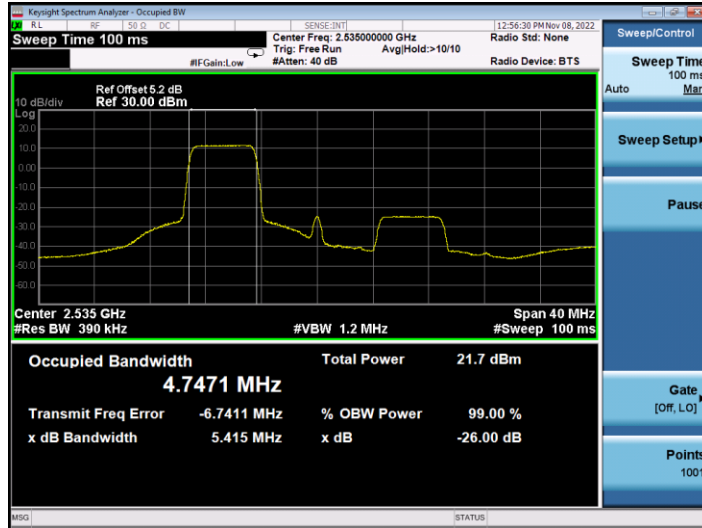 Keysight Spectrum Analyzer - Occupied BW
RL RF 50 Ω DC SENSE:INT 12:56:30 PM Nov 08, 2022
Sweep Time 100 ms
Center Freq: 2.535000000 GHz
Radio Std: None
Trig: Free Run Avg|Hold:>10/10
#IFGain:Low #Atten: 40 dB Radio Device: BTS
Ref Offset 5.2 dB
10 dB/div Ref 30.00 dBm
Log
20.0
10.0
0.00
-10.0
-20.0
-30.0
-40.0
-50.0
-60.0
Center 2.535 GHz Span 40 MHz
#Res BW 390 kHz #VBW 1.2 MHz #Sweep 100 ms
Occupied Bandwidth Total Power 21.7 dBm
4.7471 MHz
Transmit Freq Error -6.7411 MHz % OBW Power 99.00 %
x dB Bandwidth 5.415 MHz x dB -26.00 dB
MSG STATUS
Sweep/Control
Sweep Time
100 ms
Auto Man
Sweep Setup
Pause
Gate
[Off, LO]
Points
1001